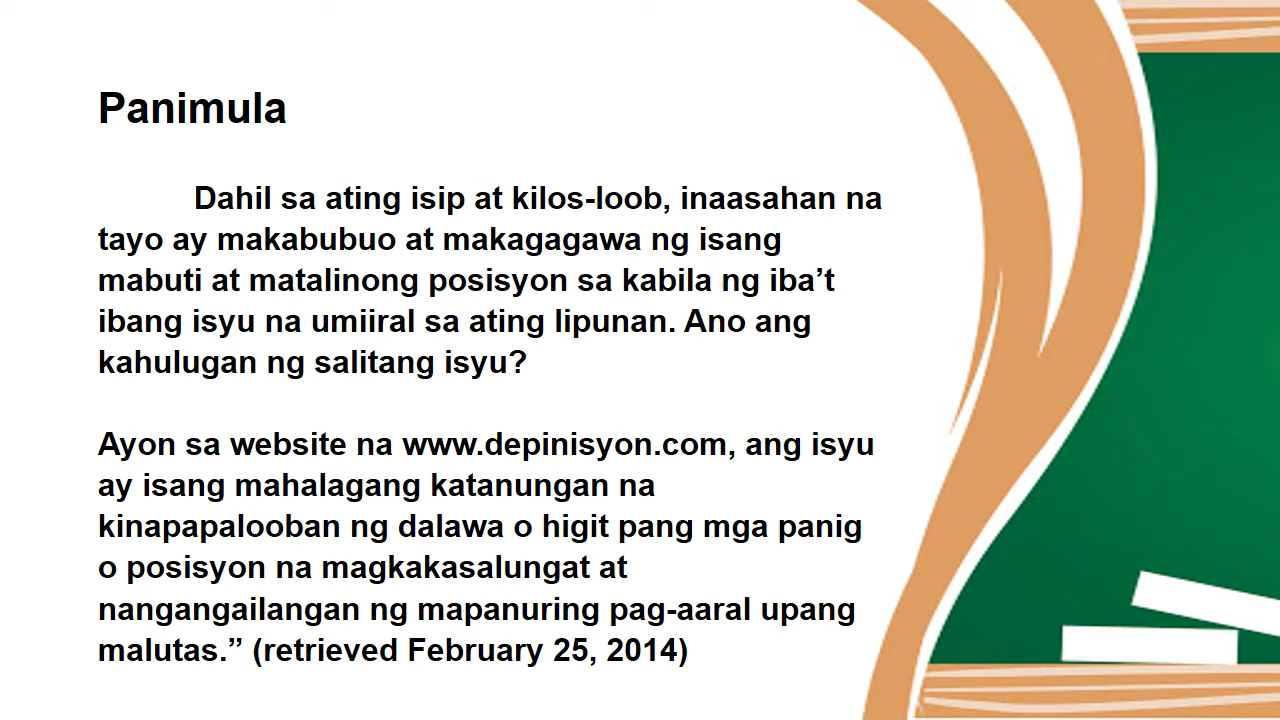 Panimula
Dahil sa ating isip at kilos-loob, inaasahan na
tayo ay makabubuo at makagagawa ng isang
mabuti at matalinong posisyon sa kabila ng iba’t
ibang isyu na umiiral sa ating lipunan. Ano ang
kahulugan ng salitang isyu?
Ayon sa website na www.depinisyon.com, ang isyu
ay isang mahalagang katanungan na
kinapapalooban ng dalawa o higit pang mga panig
o posisyon na magkakasalungat at
nangangailangan ng mapanuring pag-aaral upang
malutas.” (retrieved February 25, 2014)